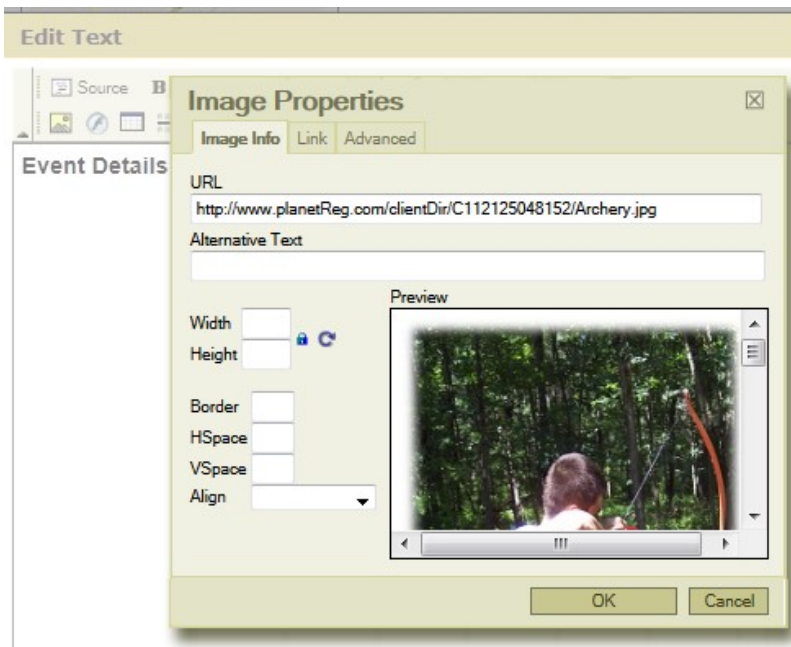 Edit Text
Source B
Image Properties
Image Info Link Advanced
Event Details
URL
http://www.planetReg.com/clientDir/C112125048152/Archery.jpg
Alternative Text
Preview
Width
Height
Border
HSpace
VSpace
Align
OK Cancel